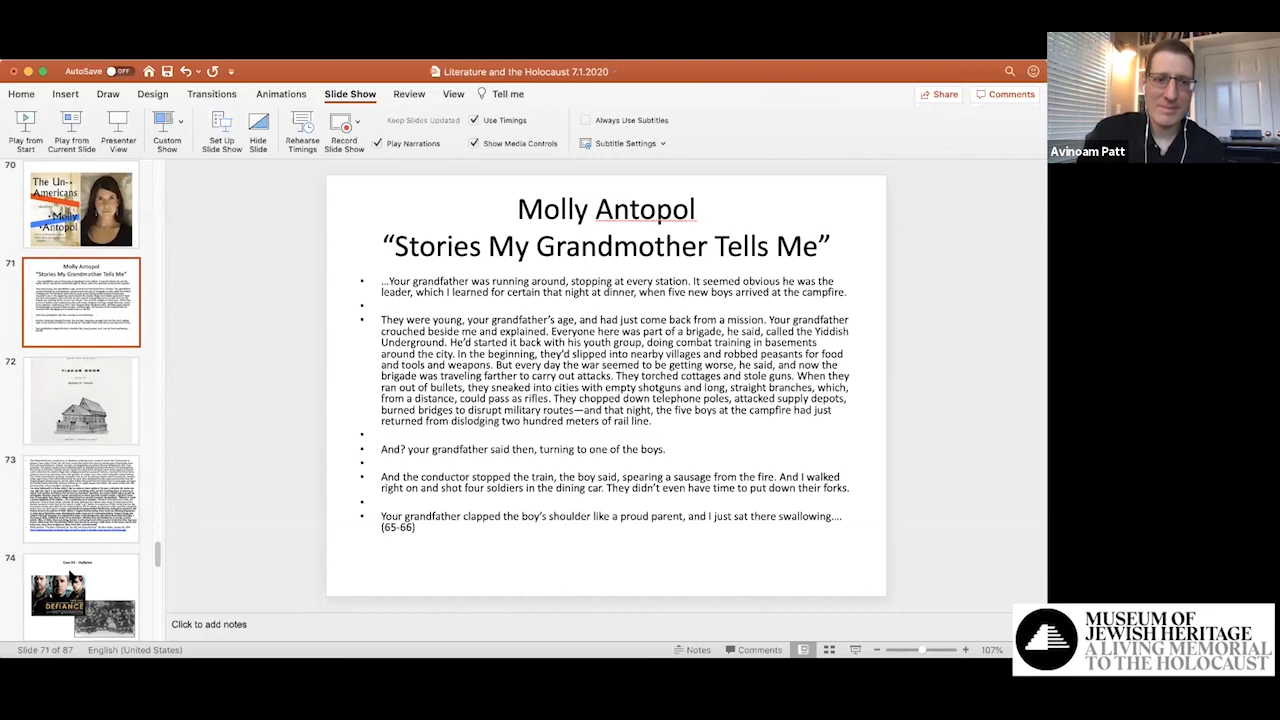 AutoSave OFF
Literature and the Holocaust 7.1.2020
Home Insert Draw Design Transitions Animations Slide Show Review View Tell me
Share Comments
Play from Start
Play from Current Slide
Presenter View
Custom Show
Set Up Slide Show
Hide Slide
Rehearse Timings
Record Slide Show
Keep Slides Updated
Play Narrations
Use Timings
Show Media Controls
Always Use Subtitles
Subtitle Settings
Avinoam Patt
70
The Un-
Americans
Molly
Antopol
71
Molly Antopol
"Stories My Grandmother Tells Me"
72
73
74
DEFIANCE
Molly Antopol
“Stories My Grandmother Tells Me”
• …Your grandfather was running around, stopping at every station. It seemed obvious he was the
leader, which I learned for certain that night at dinner, when five new boys arrived at the campfire.
•
• They were young, your grandfather’s age, and had just come back from a mission. Your grandfather
crouched beside me and explained. Everyone here was part of a brigade, he said, called the Yiddish
Underground. He’d started it back with his youth group, doing combat training in basements
around the city. In the beginning, they’d slipped into nearby villages and robbed peasants for food
and tools and weapons. But every day the war seemed to be getting worse, he said, and now the
brigade was traveling farther to carry out attacks. They torched cottages and stole guns. When they
ran out of bullets, they sneaked into cities with empty shotguns and long, straight branches, which,
from a distance, could pass as rifles. They chopped down telephone poles, attacked supply depots,
burned bridges to disrupt military routes—and that night, the five boys at the campfire had just
returned from dislodging two hundred meters of rail line.
•
• And? your grandfather said then, turning to one of the boys.
•
• And the conductor stopped the train, the boy said, spearing a sausage from the fire. And I walked
right on and shot four soldiers in the dining car. They didn’t even have time to put down their forks.
•
• Your grandfather clapped his shoulder like a proud parent, and I just sat there swallowing….
(65-66)
Click to add notes
Slide 71 of 87 English (United States) Notes Comments 107%
MUSEUM OF
JEWISH HERITAGE
A LIVING MEMORIAL
TO THE HOLOCAUST